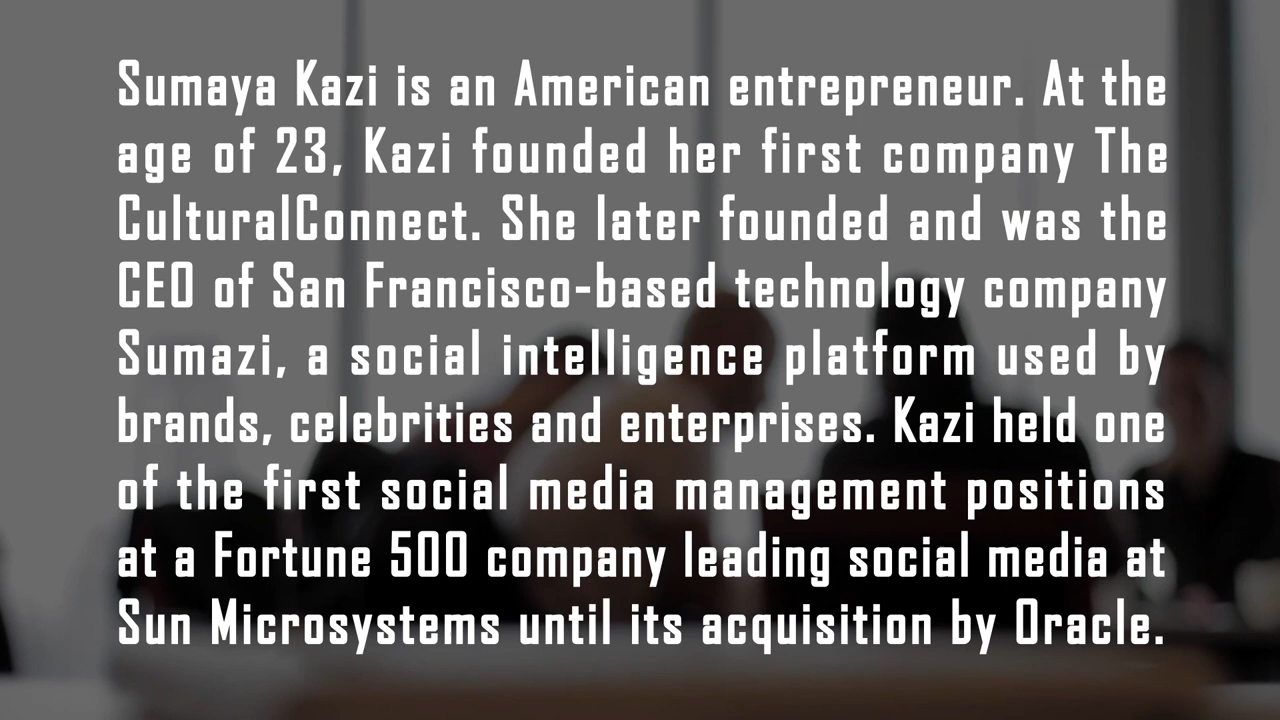 Sumaya Kazi is an American entrepreneur. At the
age of 23, Kazi founded her first company The
CulturalConnect. She later founded and was the
CEO of San Francisco-based technology company
Sumazi, a social intelligence platform used by
brands, celebrities and enterprises. Kazi held one
of the first social media management positions
at a Fortune 500 company leading social media at
Sun Microsystems until its acquisition by Oracle.